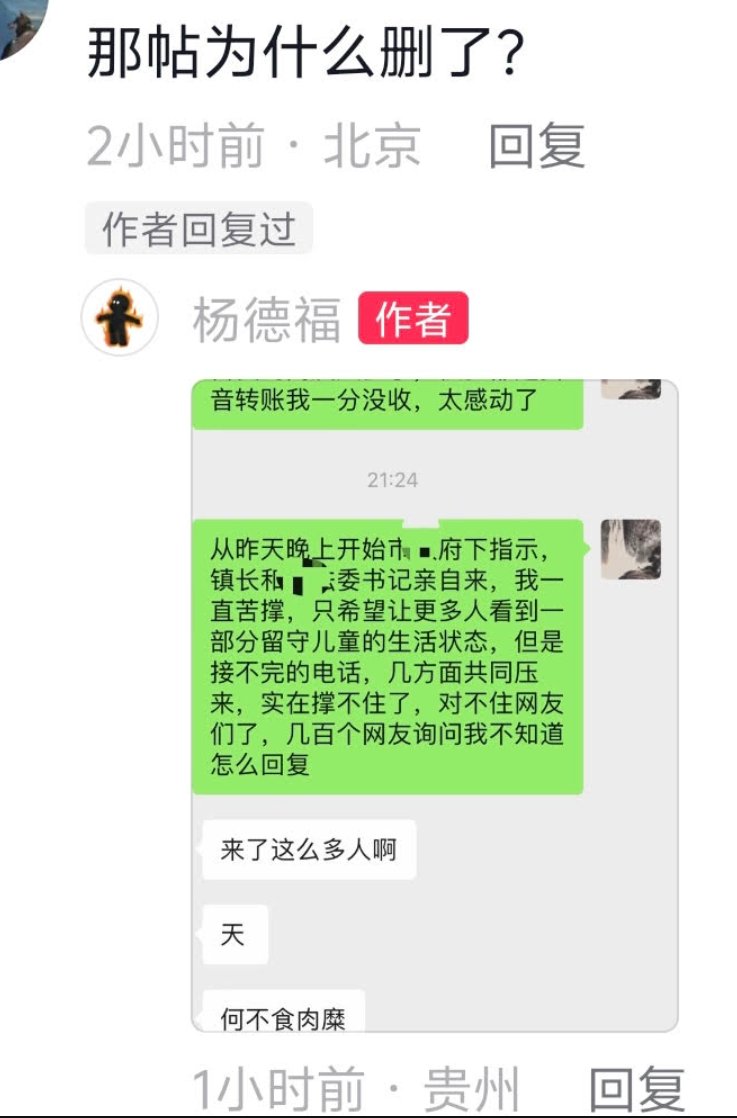 那帖为什么删了？
2小时前 · 北京 回复
作者回复过
杨德福 作者
音转账我一分没收，太感动了
21:24
从昨天晚上开始市 府下指示，
镇长和 委书记亲自来，我一
直苦撑，只希望让更多人看到一
部分留守儿童的生活状态，但是
接不完的电话，几方面共同压
来，实在撑不住了，对不住网友
们了，几百个网友询问我不知道
怎么回复
来了这么多人啊
天
何不食肉糜
1小时前 · 贵州 回复